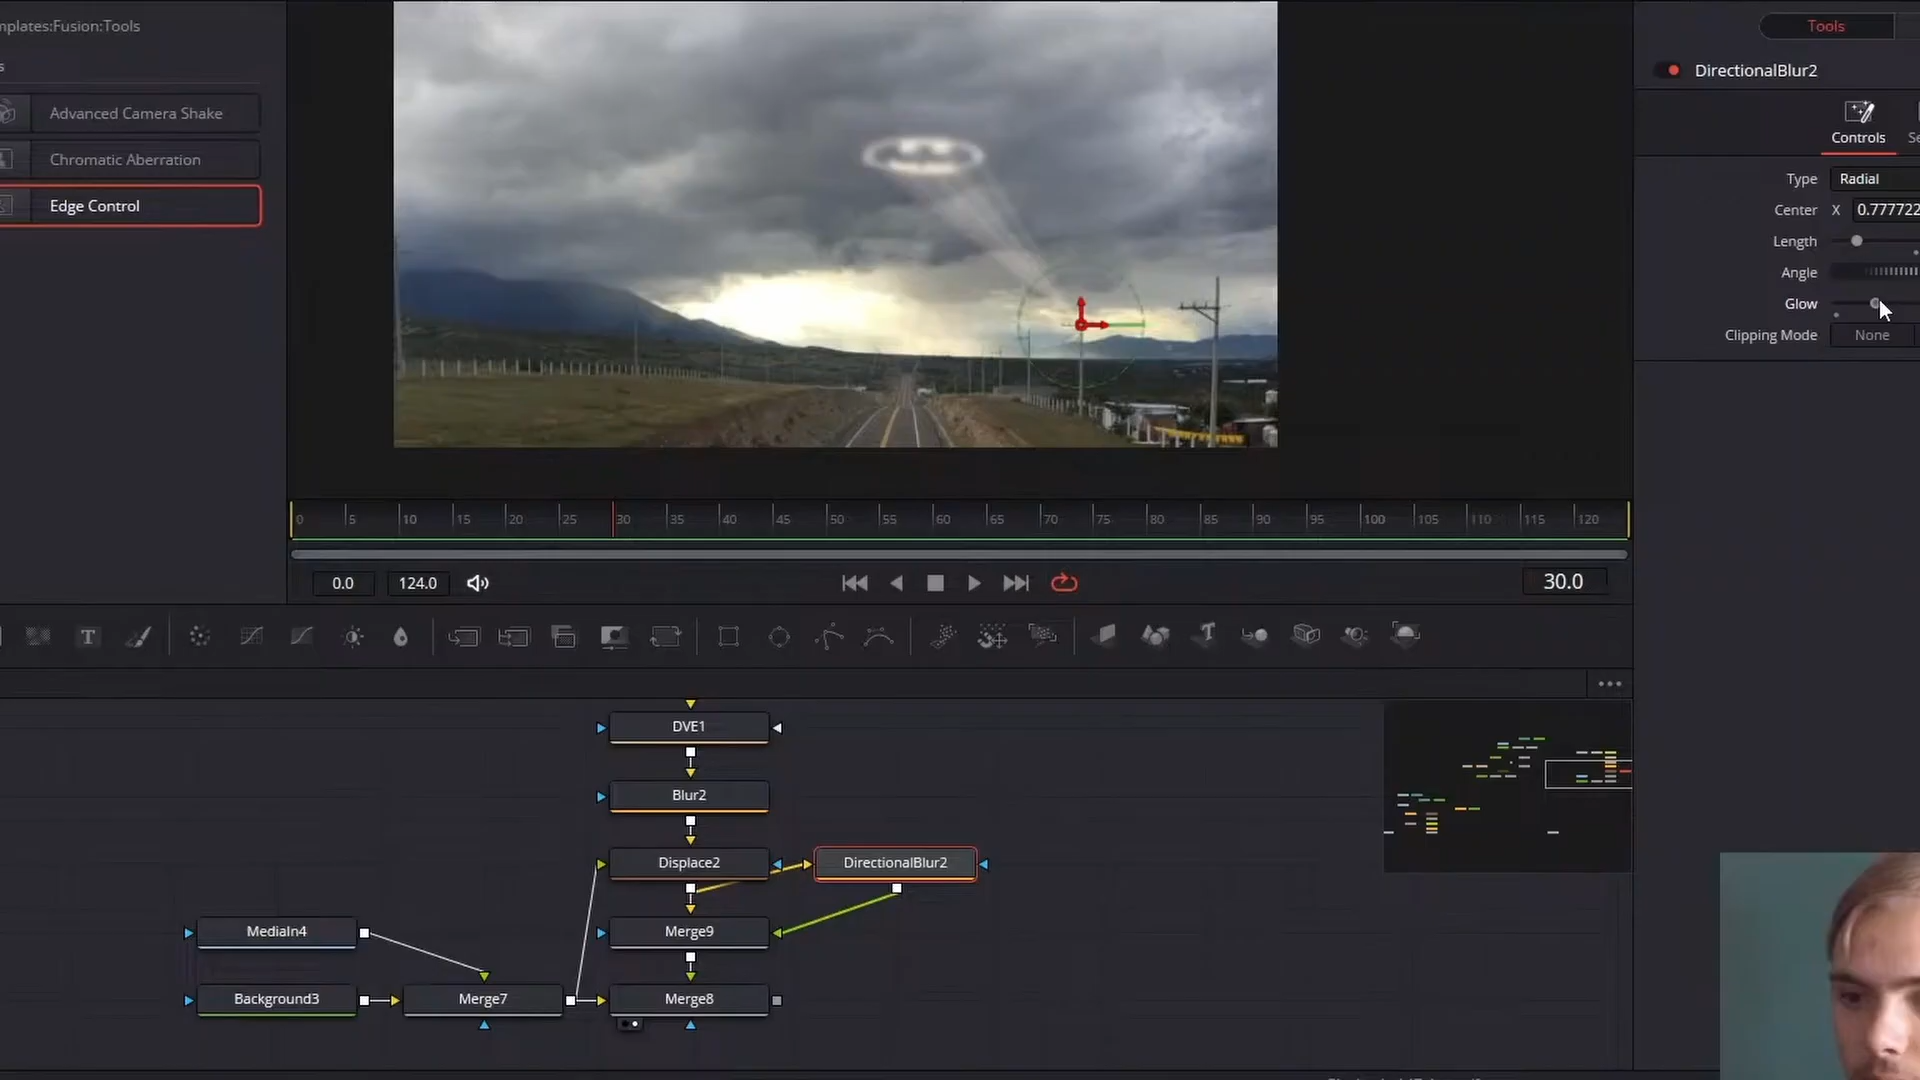 mplates:Fusion:Tools
s
Advanced Camera Shake
Chromatic Aberration
Edge Control
Tools
DirectionalBlur2
Controls
Se
Type Radial
Center X 0.777722
Length
Angle
Glow
Clipping Mode None
0 5 10 15 20 25 30 35 40 45 50 55 60 65 70 75 80 85 90 95 100 105 110 115 120
0.0 124.0 30.0
T
DVE1
Blur2
Displace2 DirectionalBlur2
MediaIn4 Merge9
Background3 Merge7 Merge8